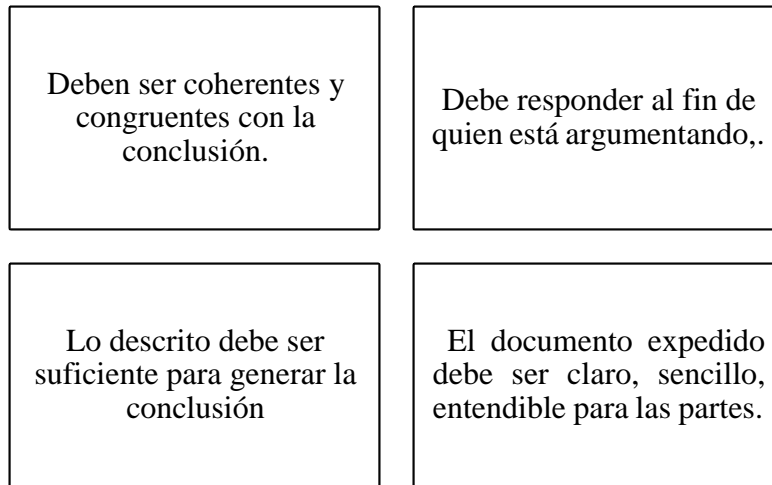 Deben ser coherentes y
congruentes con la
conclusión.
Debe responder al fin de
quien está argumentando,.
Lo descrito debe ser
suficiente para generar la
conclusión
El documento expedido
debe ser claro, sencillo,
entendible para las partes.